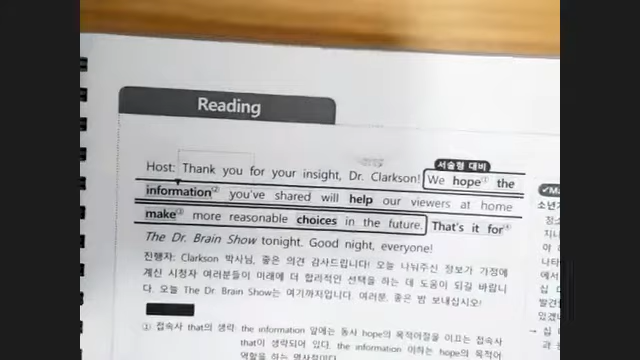 Reading
서술형 대비
Host: Thank you for your insight, Dr. Clarkson! We hope① the
information② you've shared will help our viewers at home
make③ more reasonable choices in the future. That's it for④
The Dr. Brain Show tonight. Good night, everyone!
진행자: Clarkson 박사님, 좋은 의견 감사드립니다! 오늘 나눠주신 정보가 가정에
계신 시청자 여러분들이 미래에 더 합리적인 선택을 하는 데 도움이 되길 바랍니
다. 오늘 The Dr. Brain Show는 여기까지입니다. 여러분, 좋은 밤 보내십시오!
① 접속사 that의 생략: the information 앞에는 동사 hope의 목적어절을 이끄는 접속사
that이 생략되어 있다. the information 이하는 hope의 목적어
역할을 하는 명사절이다.
소년기